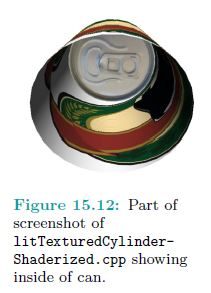 Figure 15.12: Part of
screenshot of
litTexturedCylinder-
Shaderized.cpp showing
inside of can.